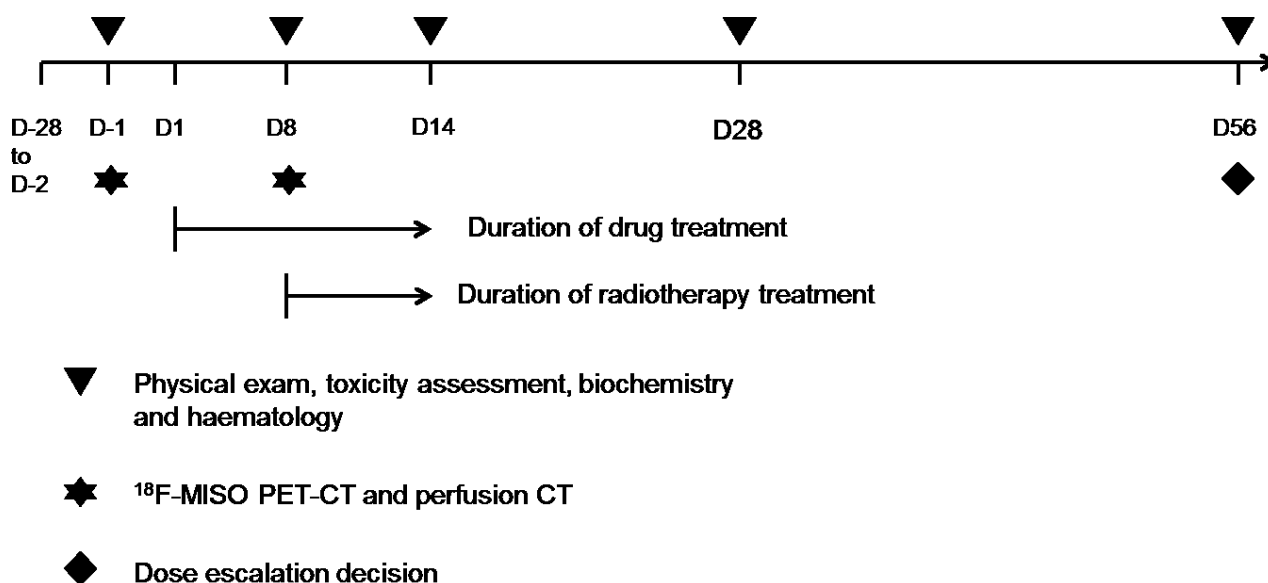 D-28
to
D-2
D-1
D1
D8
D14
D28
D56
Duration of drug treatment
Duration of radiotherapy treatment
Physical exam, toxicity assessment, biochemistry
and haematology
18F-MISO PET-CT and perfusion CT
Dose escalation decision